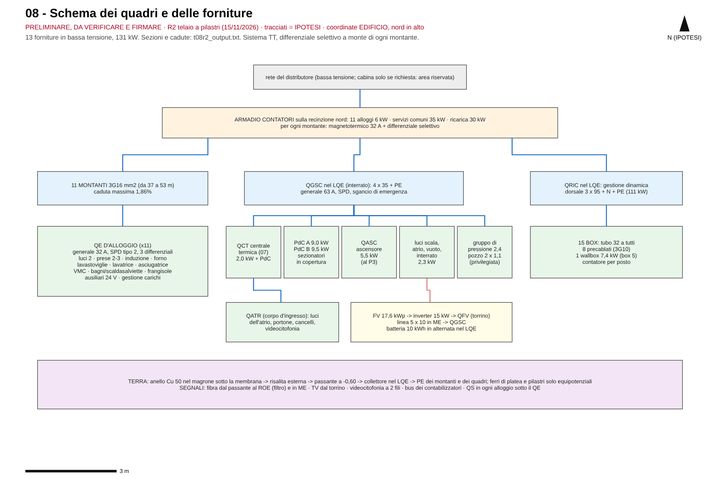 08 - Schema dei quadri e delle forniture
PRELIMINARE, DA VERIFICARE E FIRMARE · R2 telaio a pilastri (15/11/2026) · tracciati = IPOTESI · coordinate EDIFICIO, nord in alto
13 forniture in bassa tensione, 131 kW. Sezioni e cadute: t08r2_output.txt. Sistema TT, differenziale selettivo a monte di ogni montante.
N (IPOTESI)
rete del distributore (bassa tensione; cabina solo se richiesta: area riservata)
ARMADIO CONTATORI sulla recinzione nord: 11 alloggi 6 kW · servizi comuni 35 kW · ricarica 30 kW
per ogni montante: magnetotermico 32 A + differenziale selettivo
11 MONTANTI 3G16 mm2 (da 37 a 53 m)
caduta massima 1,86%
QGSC nel LQE (interrato): 4 x 35 + PE
generale 63 A, SPD, sgancio di emergenza
QRIC nel LQE: gestione dinamica
dorsale 3 x 95 + N + PE (111 kW)
QE D'ALLOGGIO (x11)
generale 32 A, SPD tipo 2, 3 differenziali
luci 2 · prese 2-3 · induzione · forno
lavastoviglie · lavatrice · asciugatrice
VMC · bagni/scaldasalviette · frangisole
ausiliari 24 V · gestione carichi
QCT centrale
termica (07)
2,0 kW + PdC
PdC A 9,0 kW
PdC B 9,5 kW
sezionatori
in copertura
QASC
ascensore
5,5 kW
(al P3)
luci scala,
atrio, vuoto,
interrato
2,3 kW
gruppo di
pressione 2,4
pozzo 2 x 1,1
(privilegiata)
15 BOX: tubo 32 a tutti
8 precablati (3G10)
1 wallbox 7,4 kW (box 5)
contatore per posto
QATR (corpo d'ingresso): luci
dell'atrio, portone, cancelli,
videocitofonia
FV 17,6 kWp -> inverter 15 kW -> QFV (torrino)
linea 5 x 10 in ME -> QGSC
batteria 10 kWh in alternata nel LQE
TERRA: anello Cu 50 nel magrone sotto la membrana -> risalita esterna -> passante a -0,60 -> collettore nel LQE -> PE dei montanti e dei quadri; ferri di platea e pilastri solo equipotenziali
SEGNALI: fibra dal passante al ROE (filtro) e in ME · TV dal torrino · videocitofonia a 2 fili · bus dei contabilizzatori · QS in ogni alloggio sotto il QE
3 m